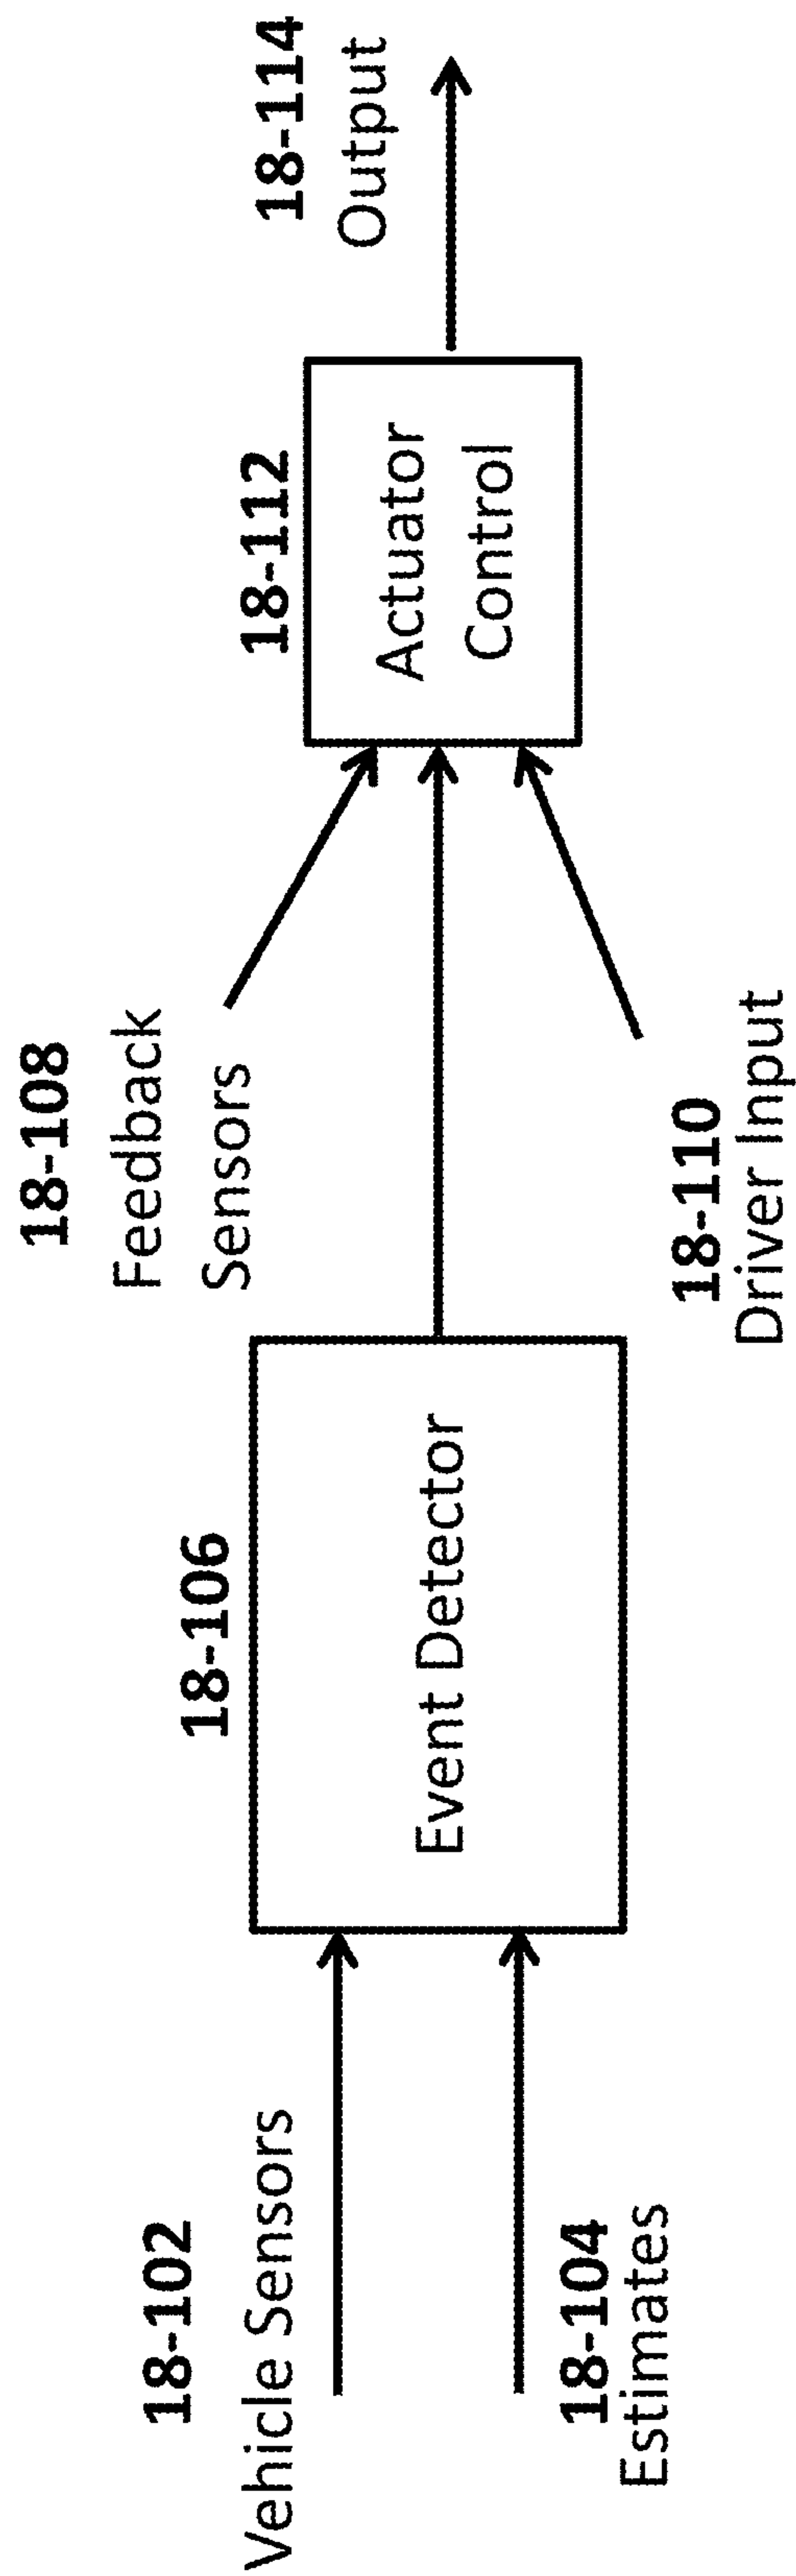 18-102
Vehicle Sensors
18-104
Estimates
18-106
Event Detector
18-108
Feedback
Sensors
18-110
Driver Input
18-112
Actuator
Control
18-114
Output